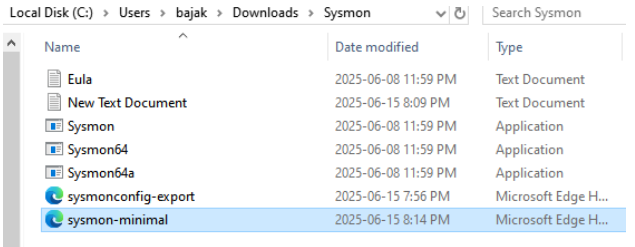 Local Disk (C:) > Users > bajak > Downloads > Sysmon Search Sysmon
Name Date modified Type
Eula 2025-06-08 11:59 PM Text Document
New Text Document 2025-06-15 8:09 PM Text Document
Sysmon 2025-06-08 11:59 PM Application
Sysmon64 2025-06-08 11:59 PM Application
Sysmon64a 2025-06-08 11:59 PM Application
sysmonconfig-export 2025-06-15 7:56 PM Microsoft Edge H...
sysmon-minimal 2025-06-15 8:14 PM Microsoft Edge H...